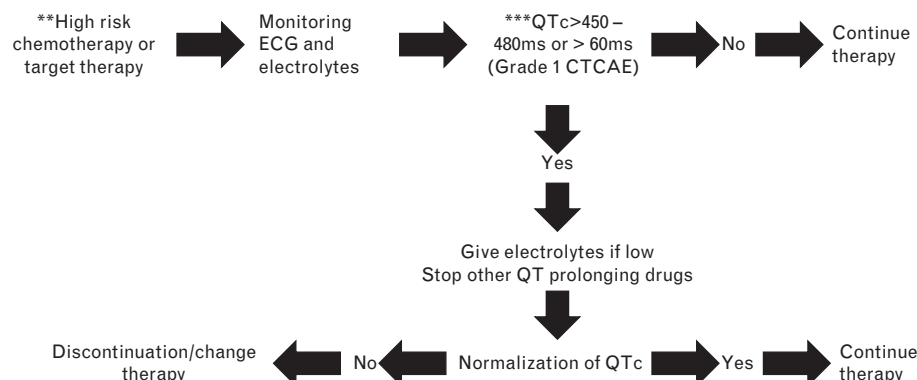 **High risk
chemotherapy or
target therapy
Monitoring
ECG and
electrolytes
***QTc>450 –
480ms or > 60ms
(Grade 1 CTCAE)
No
Continue
therapy
Yes
Give electrolytes if low
Stop other QT prolonging drugs
Discontinuation/change
therapy
No
Normalization of QTc
Yes
Continue
therapy